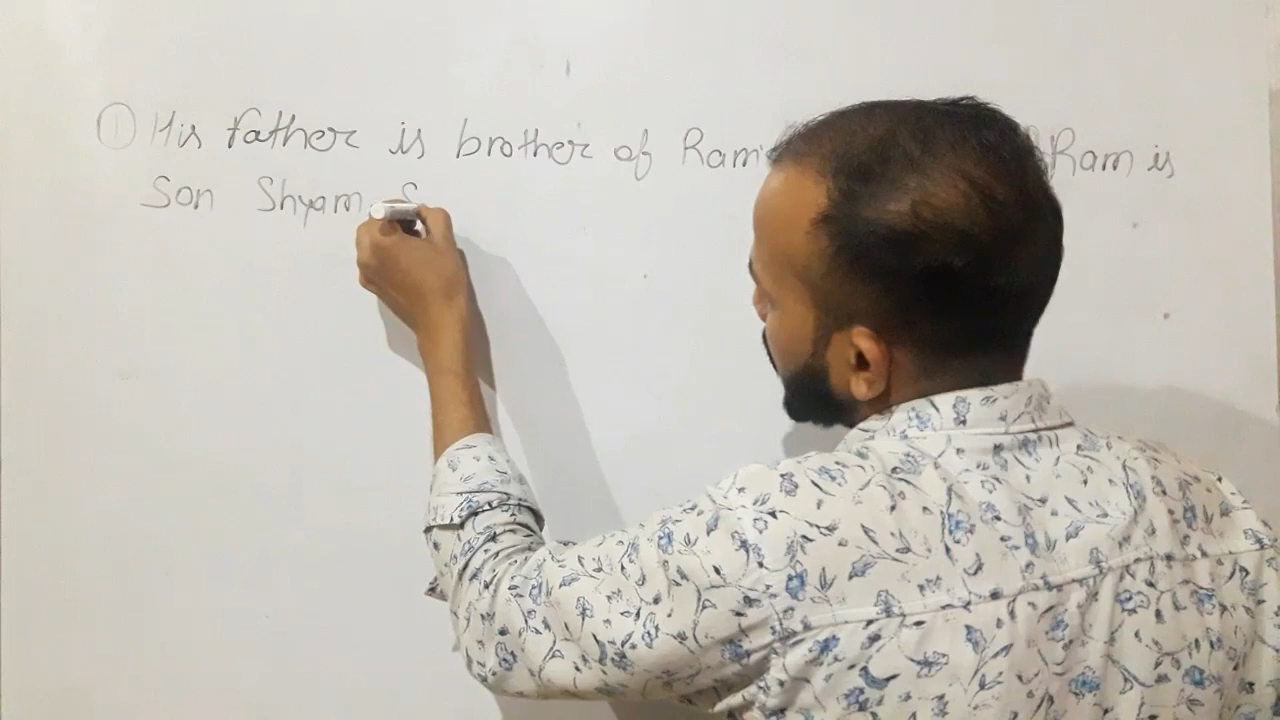 ① His father is brother of Ram Ram is
Son Shyam S